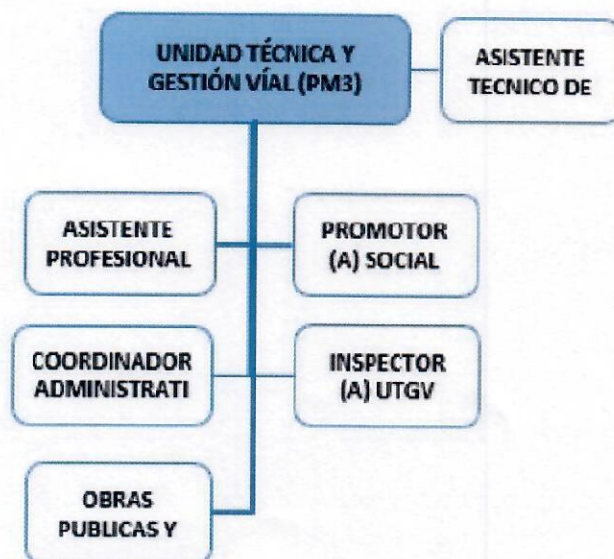 UNIDAD TÉCNICA Y
GESTIÓN VÍAL (PM3)
ASISTENTE
TECNICO DE
ASISTENTE
PROFESIONAL
PROMOTOR
(A) SOCIAL
COORDINADOR
ADMINISTRATI
INSPECTOR
(A) UTGV
OBRAS
PUBLICAS Y